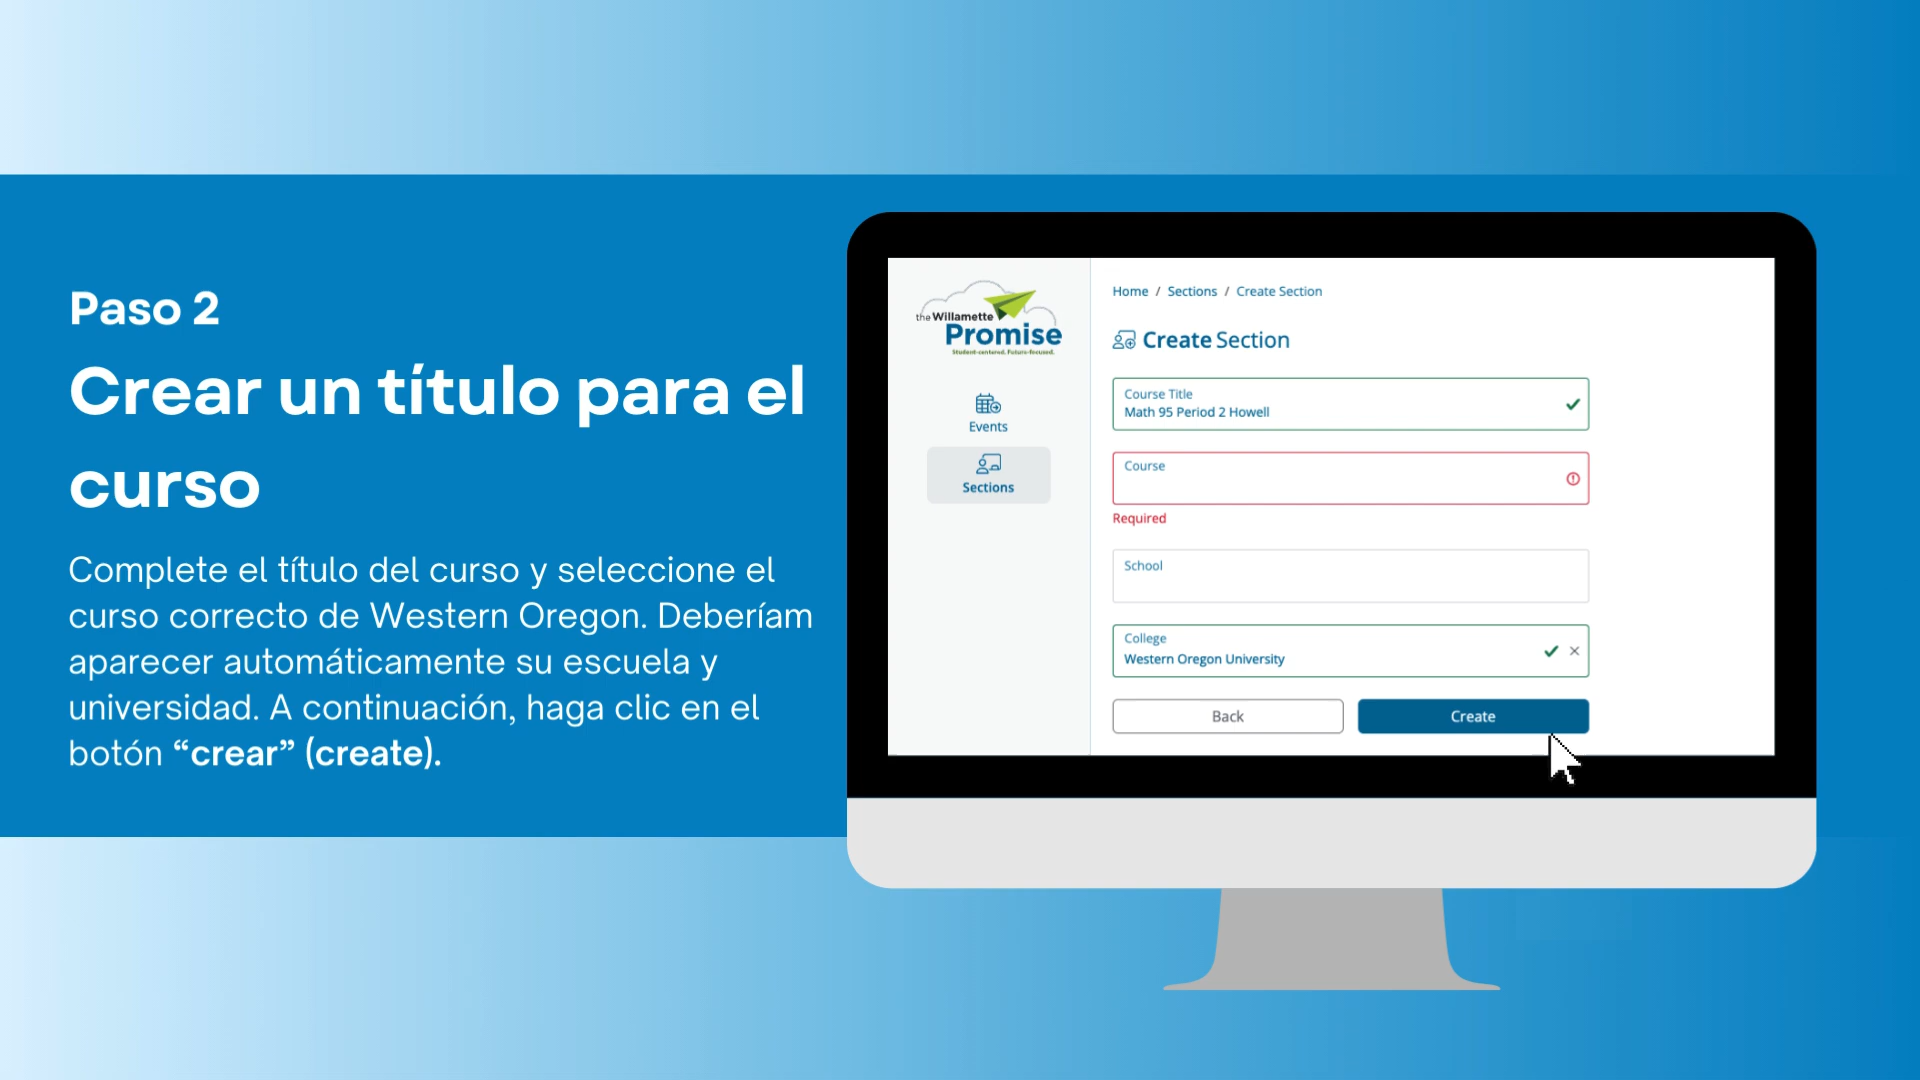 Paso 2
Crear un título para el
curso
Complete el título del curso y seleccione el
curso correcto de Western Oregon. Deberíam
aparecer automáticamente su escuela y
universidad. A continuación, haga clic en el
botón “crear” (create).
the Willamette
Promise
Student-centered. Future-focused.
Events
Sections
Home / Sections / Create Section
Create Section
Course Title
Math 95 Period 2 Howell
Course
Required
School
College
Western Oregon University
Back
Create